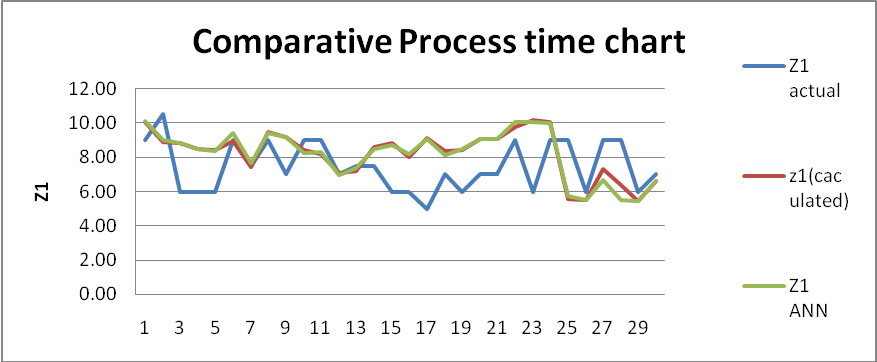 Comparative Process time chart
Z1
12.00
10.00
8.00
6.00
4.00
2.00
0.00
1 3 5 7 9 11 13 15 17 19 21 23 25 27 29
Z1
actual
z1(cac
ulated)
Z1
ANN